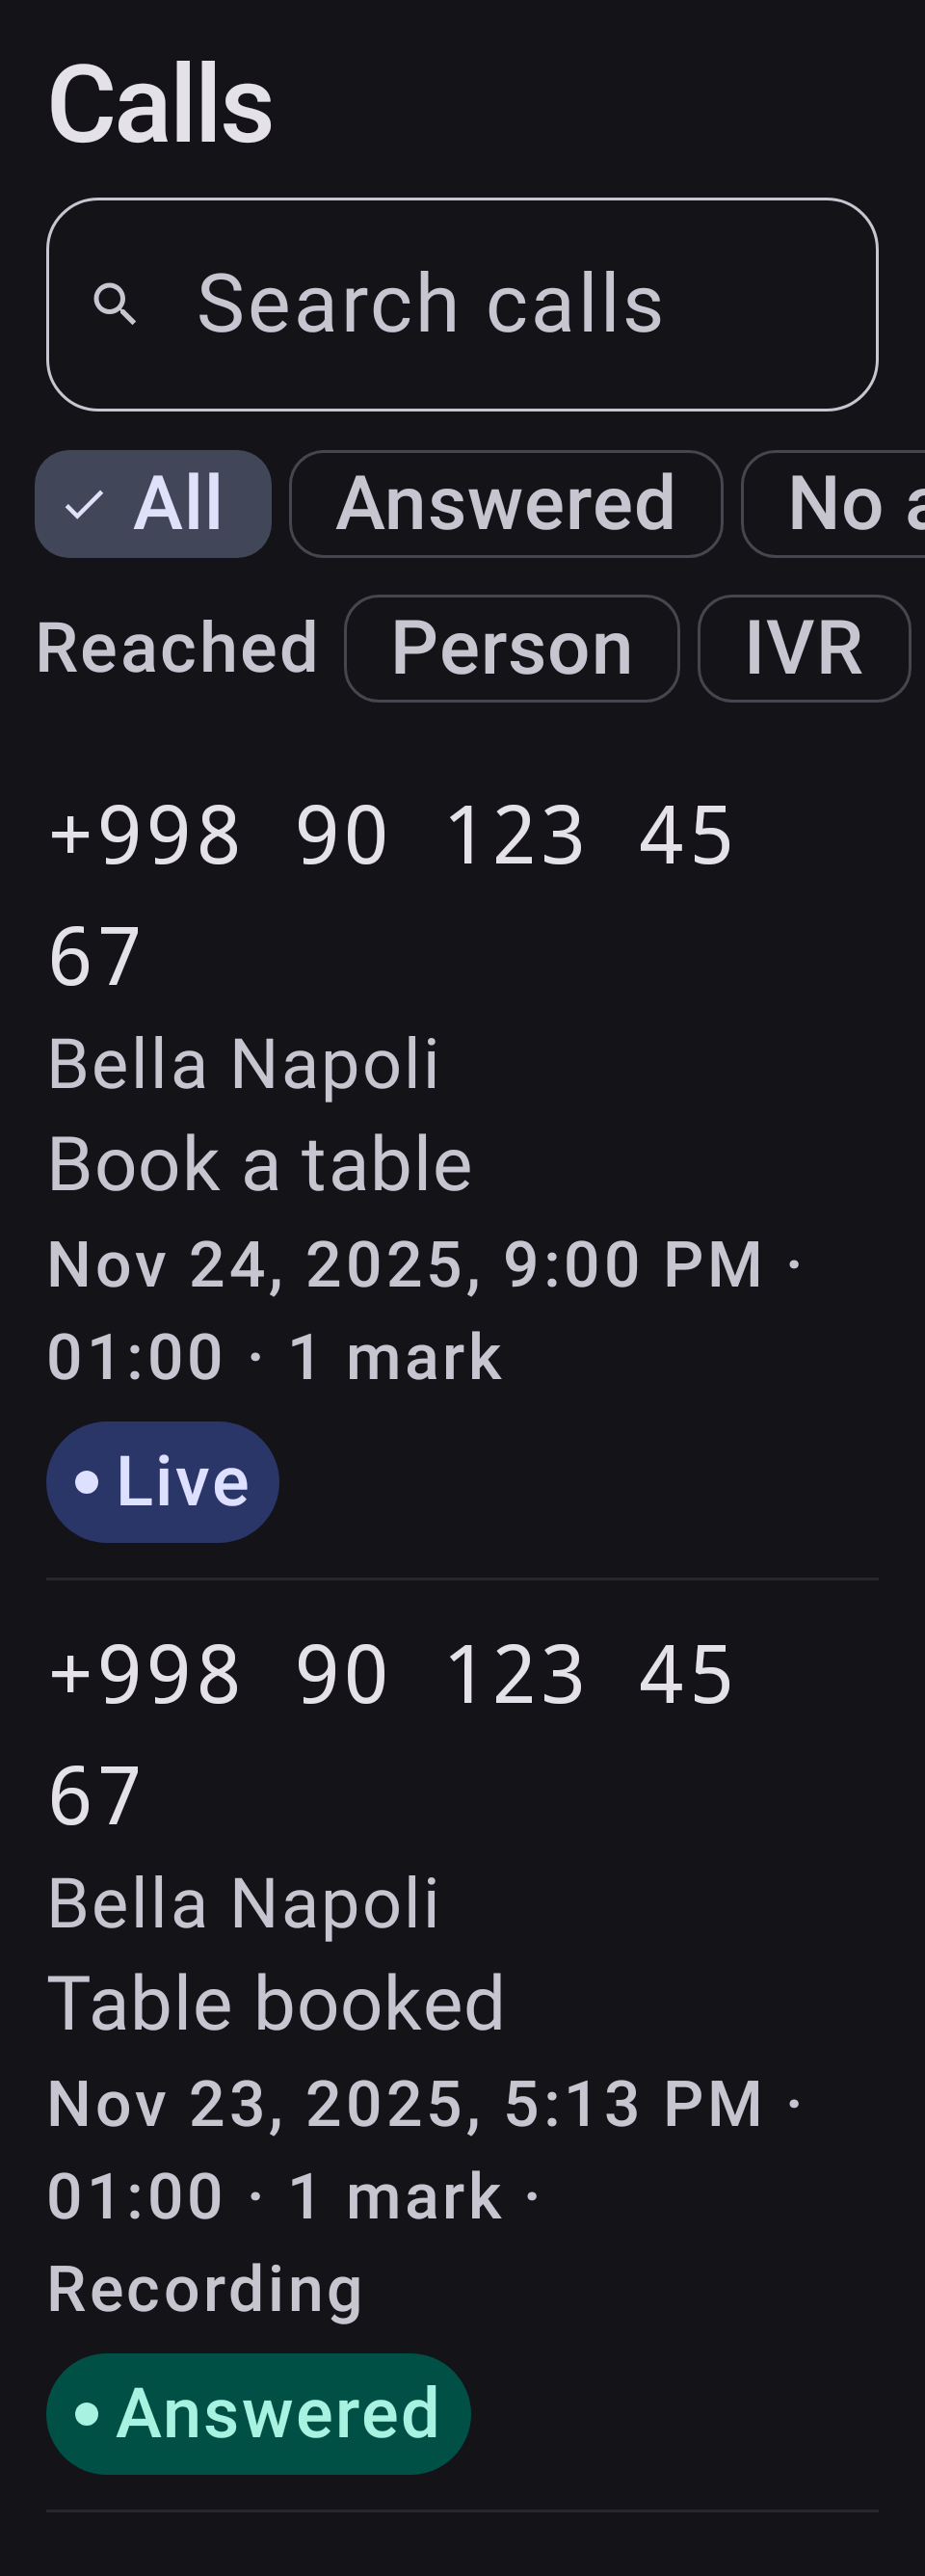 Calls
Search calls
All Answered No a
Reached Person IVR
+998 90 123 45
67
Bella Napoli
Book a table
Nov 24, 2025, 9:00 PM ·
01:00 · 1 mark
Live
+998 90 123 45
67
Bella Napoli
Table booked
Nov 23, 2025, 5:13 PM ·
01:00 · 1 mark ·
Recording
Answered